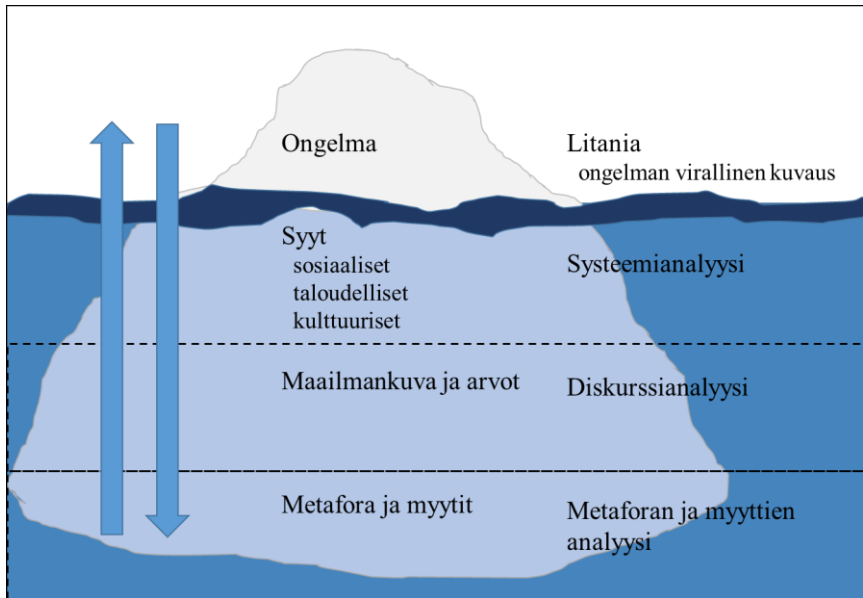 Ongelma
Litania
ongelman virallinen kuvaus
Syyt
sosiaaliset
taloudelliset
kulttuuriset
Systeemianalyysi
Maailmankuva ja arvot
Diskurssianalyysi
Metafora ja myytit
Metaforan ja myyttien
analyysi